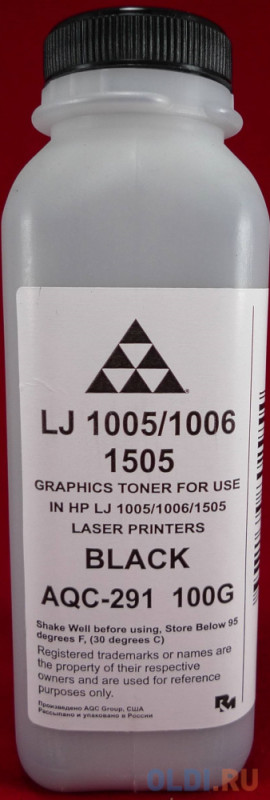 LJ 1005/1006
1505
GRAPHICS TONER FOR USE
IN HP LJ 1005/1006/1505
LASER PRINTERS
BLACK
AQC-291 100G
Shake Well before using, Store Below 95
degrees F, (30 degrees C)
Registered trademarks or names are
the property of their respective
owners and are used for reference
purposes only.
Произведено AQC Group, США
Рассыпано и упаковано в России
OLDI.RU